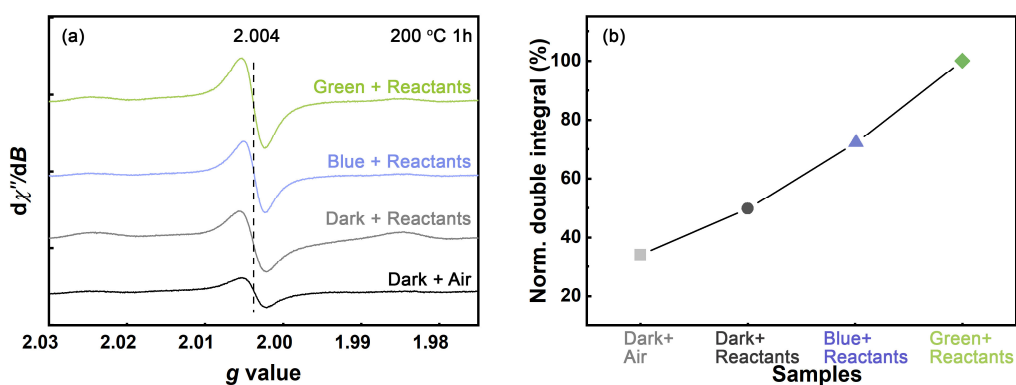 (a)
2.004
200 °C 1h
Green + Reactants
Blue + Reactants
Dark + Reactants
Dark + Air
dχ"/dB
2.03
2.02
2.01
2.00
1.99
1.98
g value
(b)
Norm. double integral (%)
100
80
60
40
20
Dark+
Air
Dark+
Reactants
Blue+
Reactants
Green+
Reactants
Samples